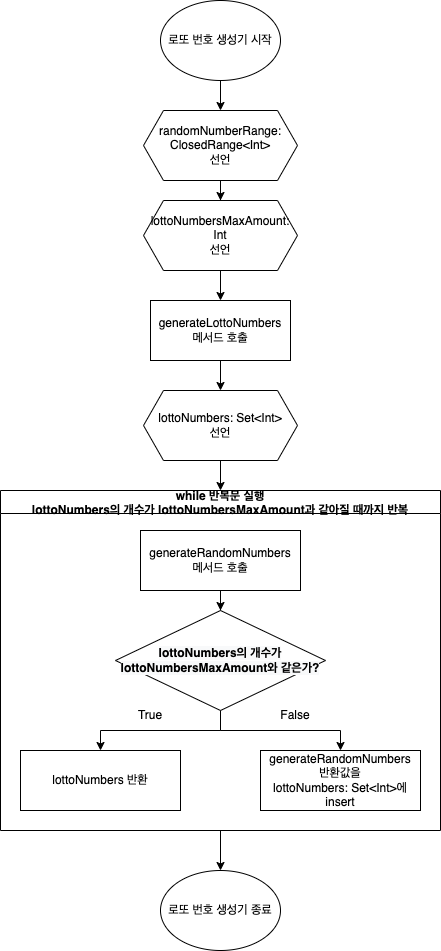 로또 번호 생성기 시작
randomNumberRange:
ClosedRange<Int>
선언
lottoNumbersMaxAmount:
Int
선언
generateLottoNumbers
메서드 호출
lottoNumbers: Set<Int>
선언
while 반복문 실행
lottoNumbers의 개수가 lottoNumbersMaxAmount과 같아질 때까지 반복
generateRandomNumbers
메서드 호출
lottoNumbers의 개수가
lottoNumbersMaxAmount와 같은가?
True
False
lottoNumbers 반환
generateRandomNumbers
반환값을
lottoNumbers: Set<Int>에
insert
로또 번호 생성기 종료